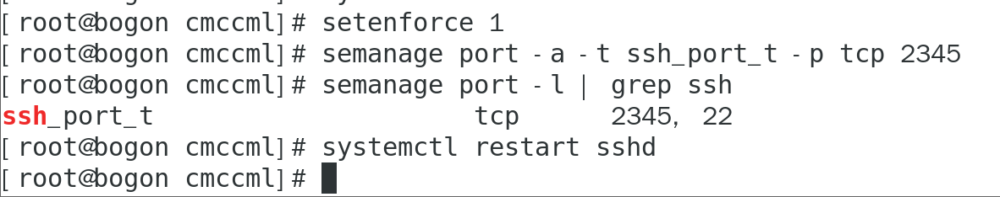 [root@bogon cmccml]# setenforce 1
[root@bogon cmccml]# semanage port -a -t ssh_port_t -p tcp 2345
[root@bogon cmccml]# semanage port -l | grep ssh
ssh_port_t                     tcp      2345, 22
[root@bogon cmccml]# systemctl restart sshd
[root@bogon cmccml]#